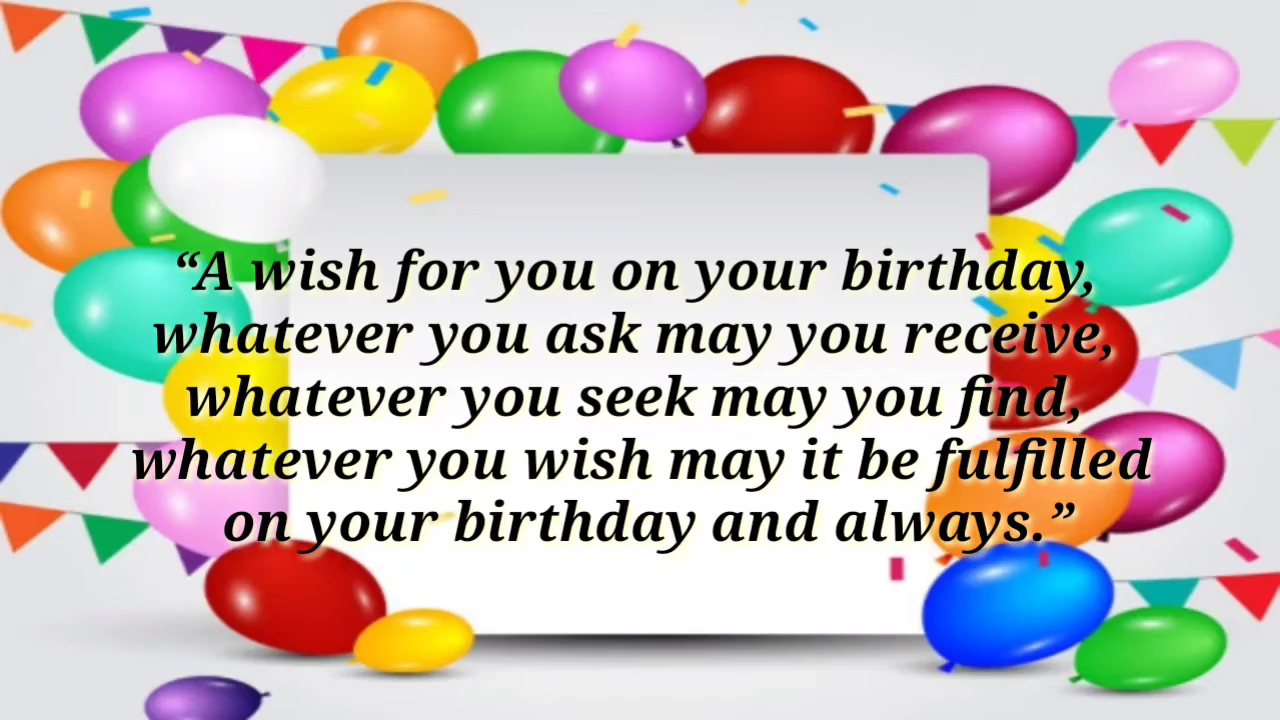 “A wish for you on your birthday,
whatever you ask may you receive,
whatever you seek may you find,
whatever you wish may it be fulfilled
on your birthday and always.”